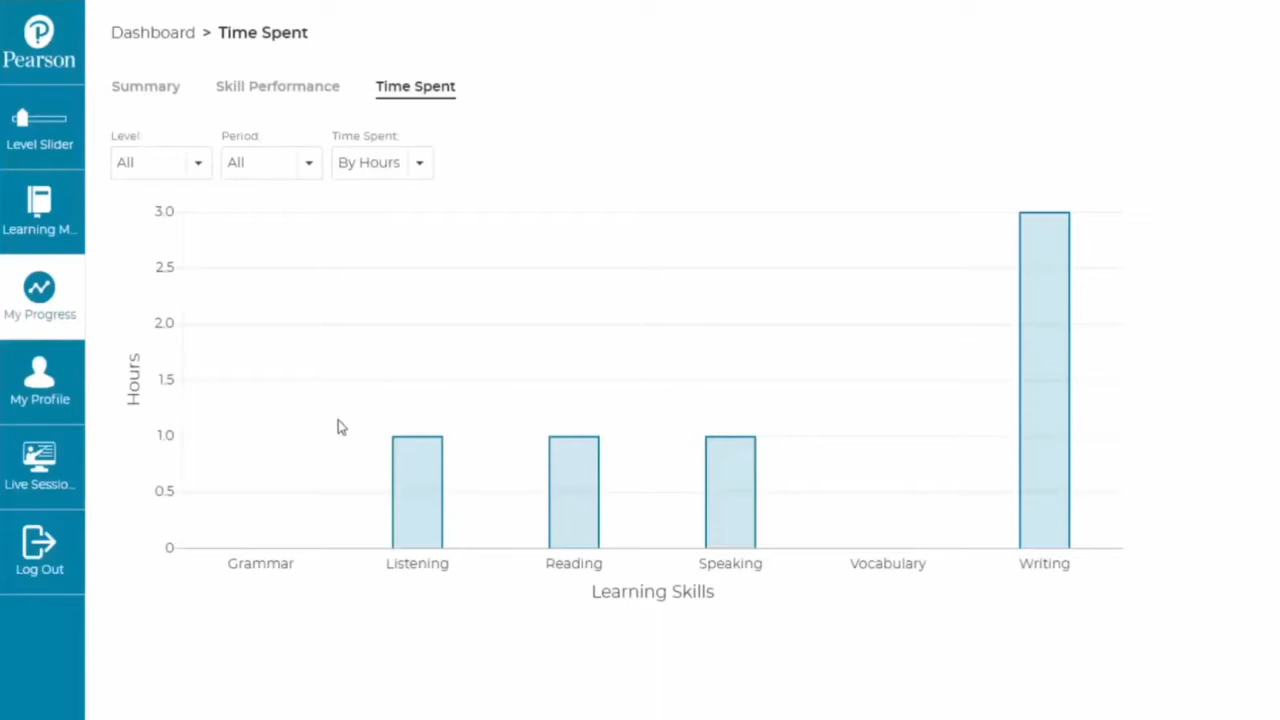 Pearson
Level Slider
Learning M...
My Progress
My Profile
Live Sessio...
Log Out
Dashboard > Time Spent
Summary Skill Performance Time Spent
Level: Period: Time Spent:
All All By Hours
3.0
2.5
2.0
1.5
1.0
0.5
0
Hours
Grammar Listening Reading Speaking Vocabulary Writing
Learning Skills